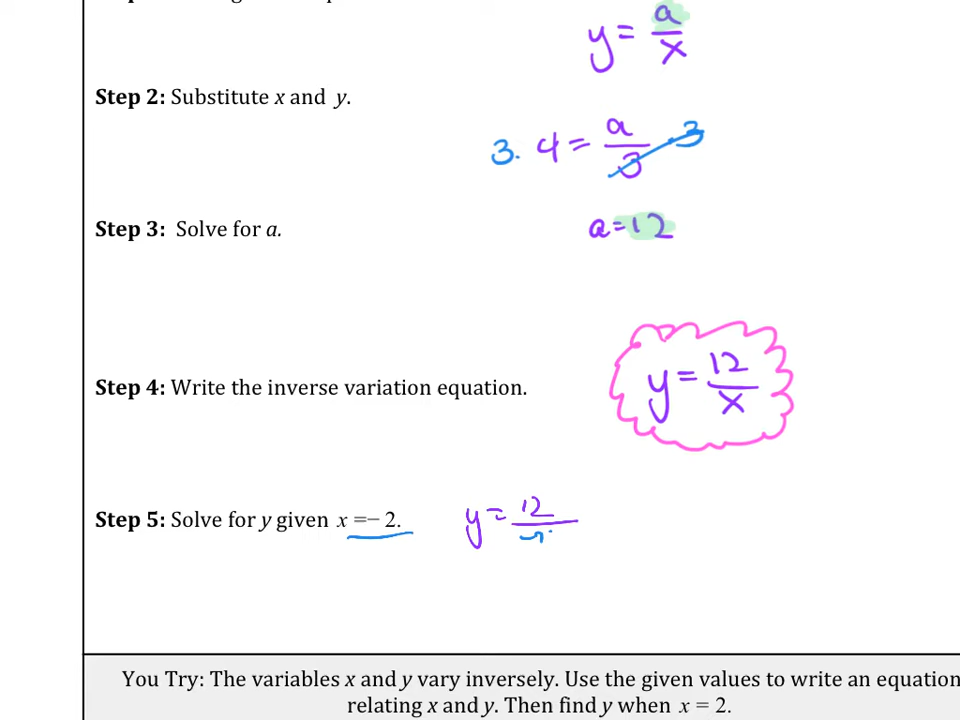 y = a/x
Step 2: Substitute x and y.
3 · 4 = a/3 · 3
Step 3: Solve for a.
a = 12
Step 4: Write the inverse variation equation.
y = 12/x
Step 5: Solve for y given x =− 2.
y = 12/
You Try: The variables x and y vary inversely. Use the given values to write an equation
relating x and y. Then find y when x = 2.